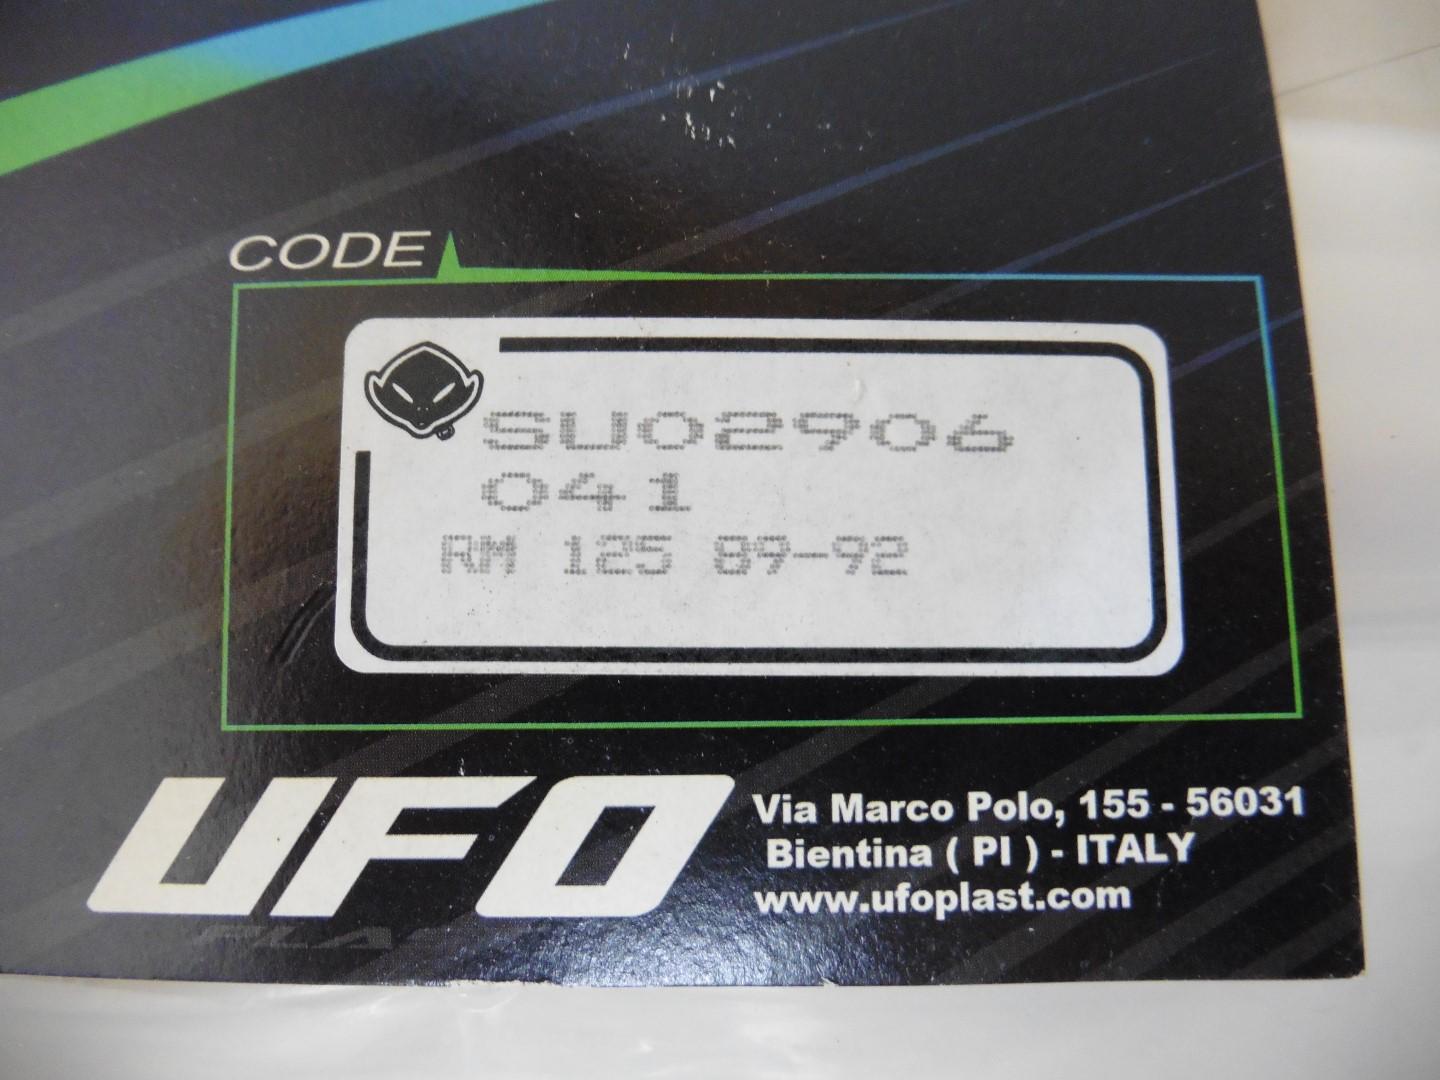 CODE
SU02906
041
RM 125 89-92
UFO
PLA
Via Marco Polo, 155 - 56031
Bientina ( PI ) - ITALY
www.ufoplast.com